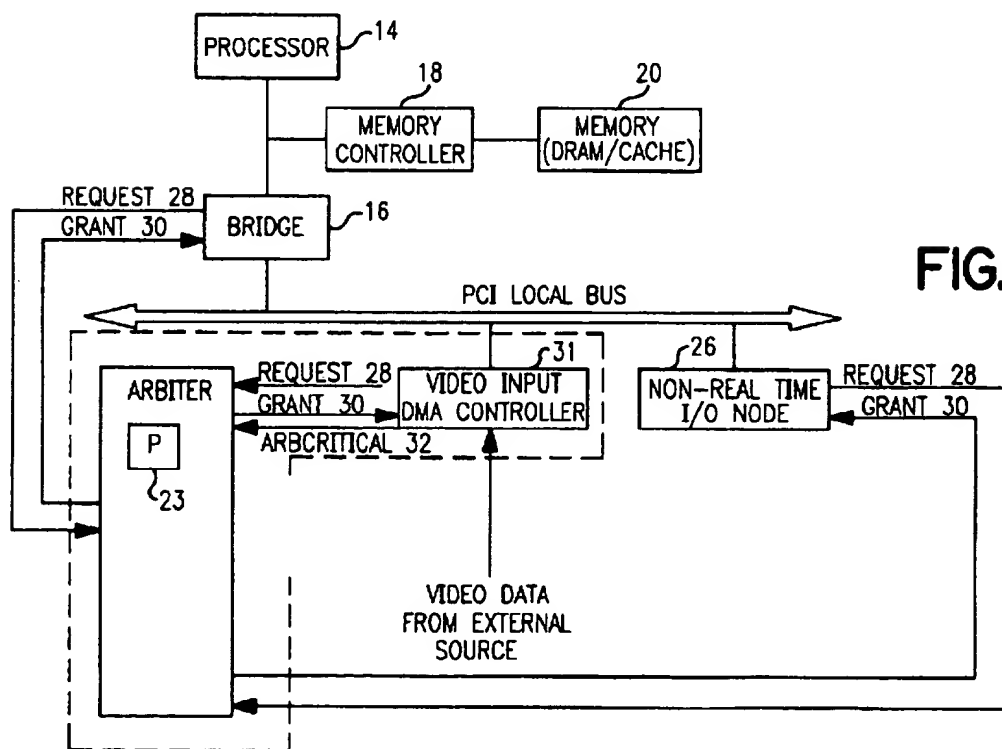 PROCESSOR
14
18
20
MEMORY
CONTROLLER
MEMORY
(DRAM/CACHE)
REQUEST 28
GRANT 30
BRIDGE
16
FIG.
PCI LOCAL BUS
ARBITER
P
23
REQUEST 28
GRANT 30
ARBCRITICAL 32
31
VIDEO INPUT
DMA CONTROLLER
26
NON-REAL TIME
I/O NODE
REQUEST 28
GRANT 30
VIDEO DATA
FROM EXTERNAL
SOURCE